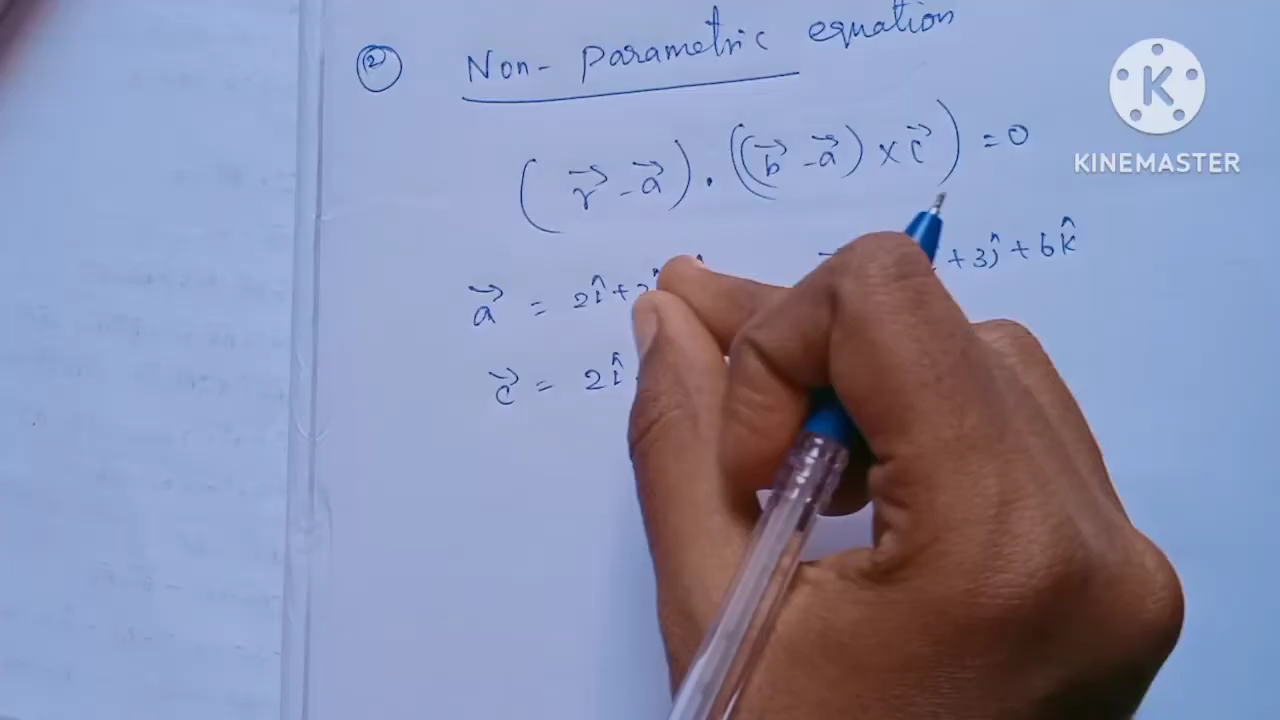 ② Non-parametric equation
K
KINEMASTER
(r⃗ - a⃗) . ((b⃗ - a⃗) × c⃗) = 0
a⃗ = 2î + + 3ĵ + 6k̂
c⃗ = 2î